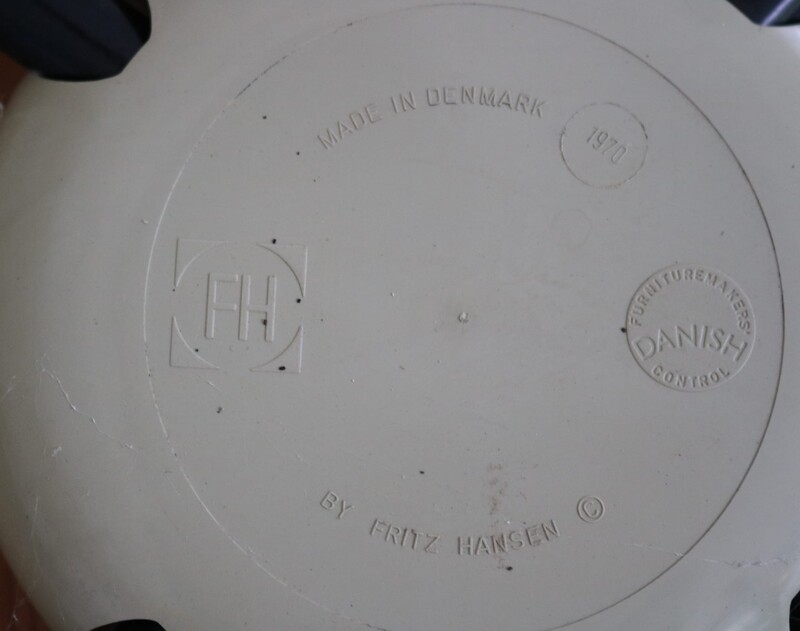 MADE IN DENMARK
1970
FH
FURNITUREMAKERS'
DANISH
CONTROL
BY FRITZ HANSEN ©